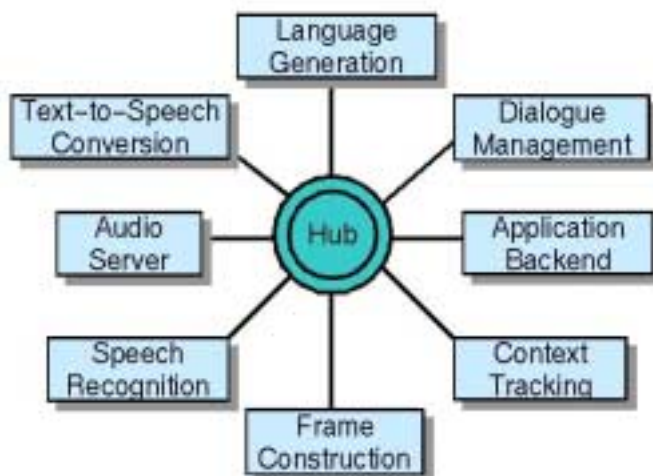 Language
Generation
Text-to-Speech
Conversion
Dialogue
Management
Audio
Server
Hub
Application
Backend
Speech
Recognition
Context
Tracking
Frame
Construction